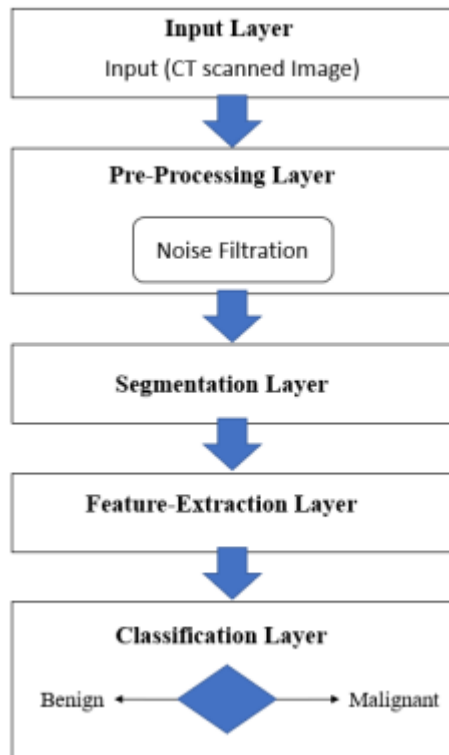 Input Layer
Input (CT scanned Image)
Pre-Processing Layer
Noise Filtration
Segmentation Layer
Feature-Extraction Layer
Classification Layer
Benign Malignant